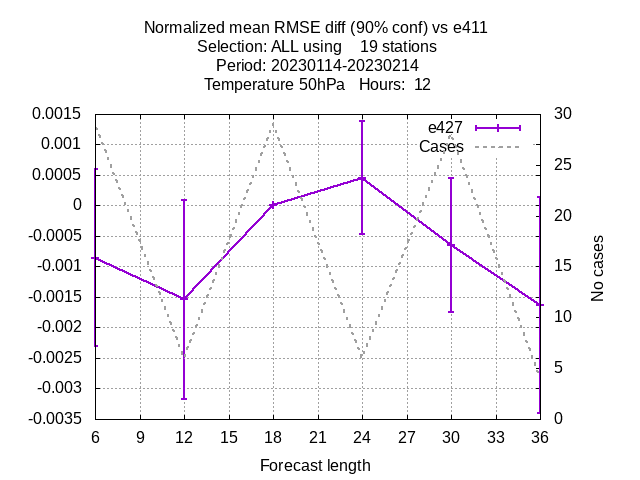 Normalized mean RMSE diff (90% conf) vs e411
Selection: ALL using    19 stations
Period: 20230114-20230214
Temperature 50hPa   Hours:  12
0.0015
0.001
0.0005
0
-0.0005
-0.001
-0.0015
-0.002
-0.0025
-0.003
-0.0035
e427
Cases
30
25
20
15
10
5
0
No cases
6 9 12 15 18 21 24 27 30 33 36
Forecast length